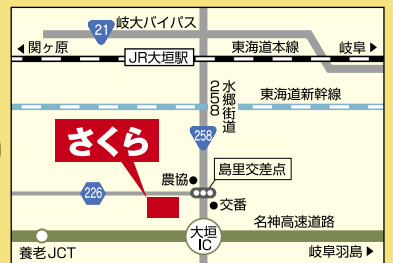 岐大バイパス
21
関ヶ原
東海道本線
岐阜
JR大垣駅
水郷街道
258
東海道新幹線
さくら
258
島里交差点
農協
226
交番
大垣
IC
名神高速道路
養老JCT
岐阜羽島